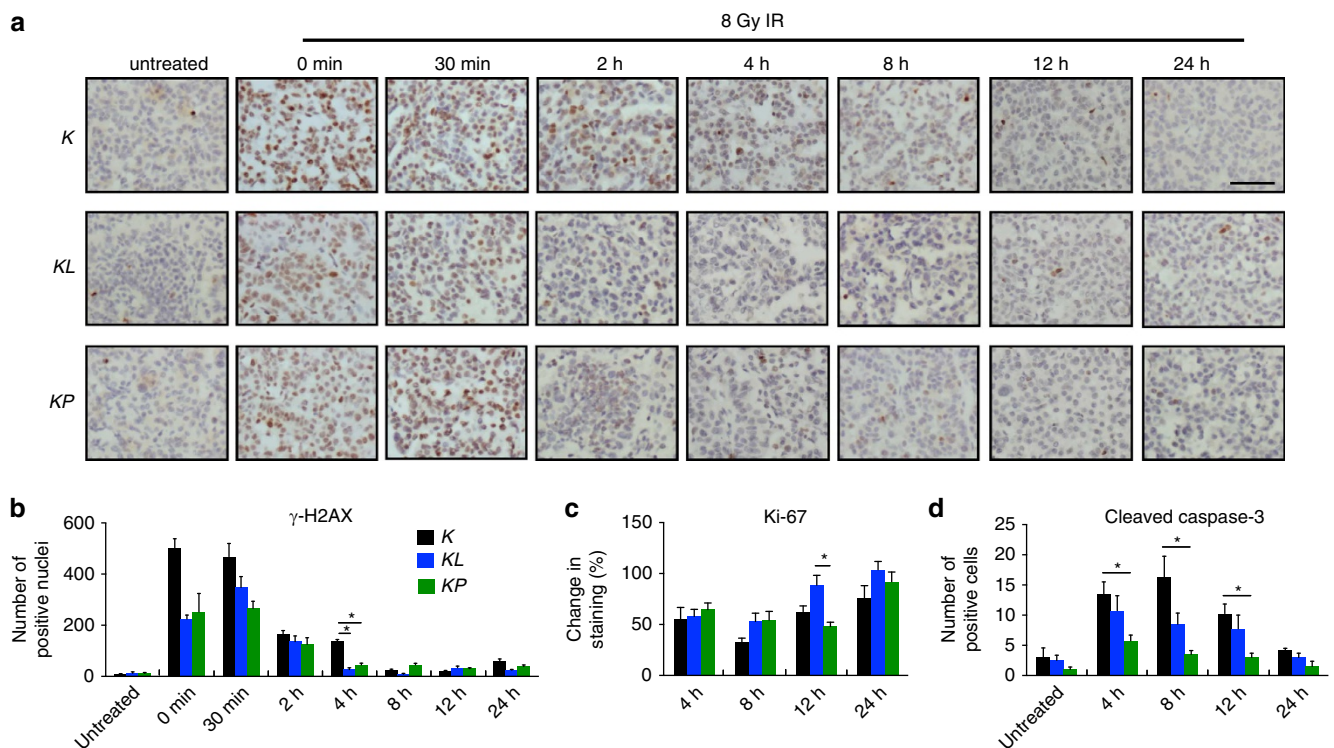 a
8 Gy IR
untreated 0 min 30 min 2 h 4 h 8 h 12 h 24 h
K
KL
KP
b
γ-H2AX
Number of
positive nuclei
600
400
200
0
K
KL
KP
*
*
Untreated 0 min 30 min 2 h 4 h 8 h 12 h 24 h
c
Ki-67
Change in
staining (%)
150
100
50
0
*
4 h 8 h 12 h 24 h
d
Cleaved caspase-3
Number of
positive cells
25
20
15
10
5
0
*
*
*
Untreated 4 h 8 h 12 h 24 h